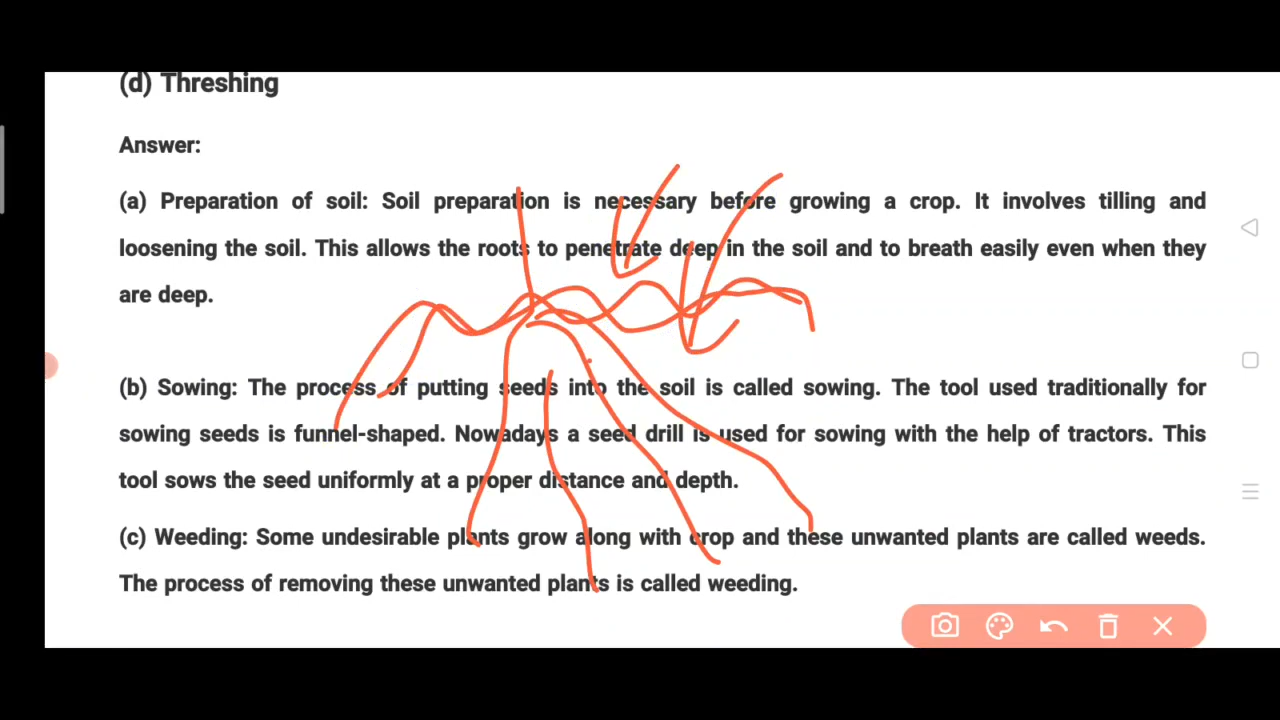 (d) Threshing
Answer:
(a) Preparation of soil: Soil preparation is necessary before growing a crop. It involves tilling and
loosening the soil. This allows the roots to penetrate deep in the soil and to breath easily even when they
are deep.
(b) Sowing: The process of putting seeds into the soil is called sowing. The tool used traditionally for
sowing seeds is funnel-shaped. Nowadays a seed drill is used for sowing with the help of tractors. This
tool sows the seed uniformly at a proper distance and depth.
(c) Weeding: Some undesirable plants grow along with crop and these unwanted plants are called weeds.
The process of removing these unwanted plants is called weeding.